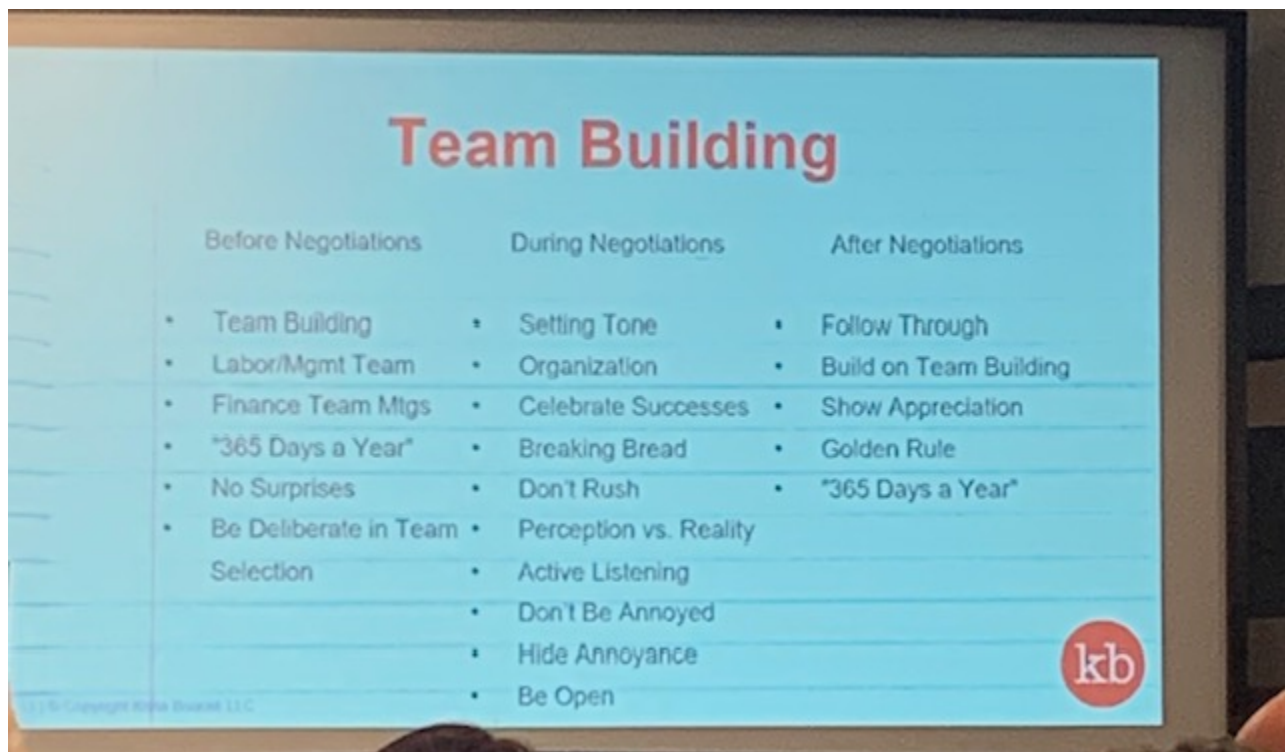 Team Building
Before Negotiations
• Team Building
• Labor/Mgmt Team
• Finance Team Mtgs
• "365 Days a Year"
• No Surprises
• Be Deliberate in Team
Selection
During Negotiations
• Setting Tone
• Organization
• Celebrate Successes
• Breaking Bread
• Don't Rush
• Perception vs. Reality
• Active Listening
• Don't Be Annoyed
• Hide Annoyance
• Be Open
After Negotiations
• Follow Through
• Build on Team Building
• Show Appreciation
• Golden Rule
• "365 Days a Year"
kb
© Copyright LLC